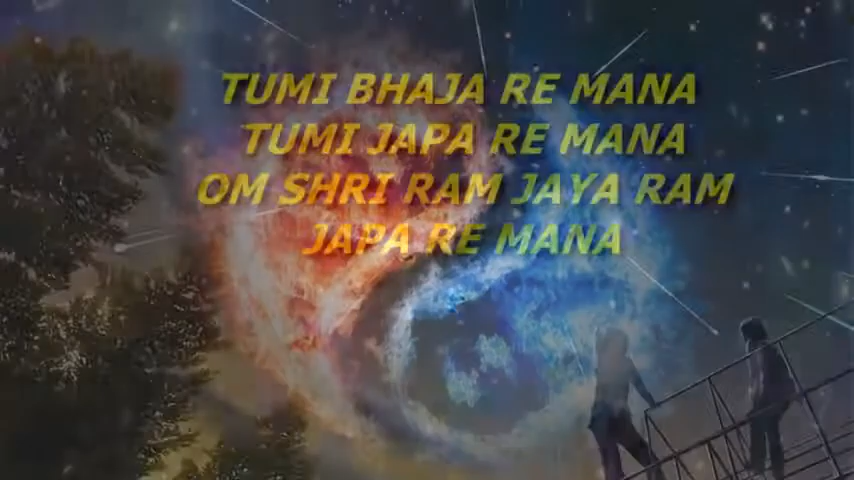 TUMI BHAJA RE MANA
TUMI JAPA RE MANA
OM SHRI RAM JAYA RAM
JAPA RE MANA